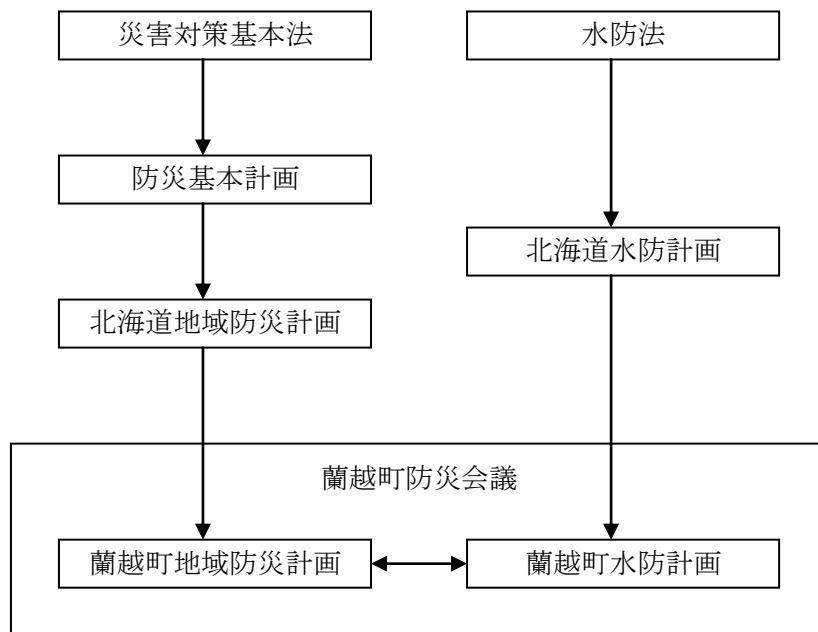 災害対策基本法
水防法
防災基本計画
北海道水防計画
北海道地域防災計画
蘭越町防災会議
蘭越町地域防災計画
蘭越町水防計画